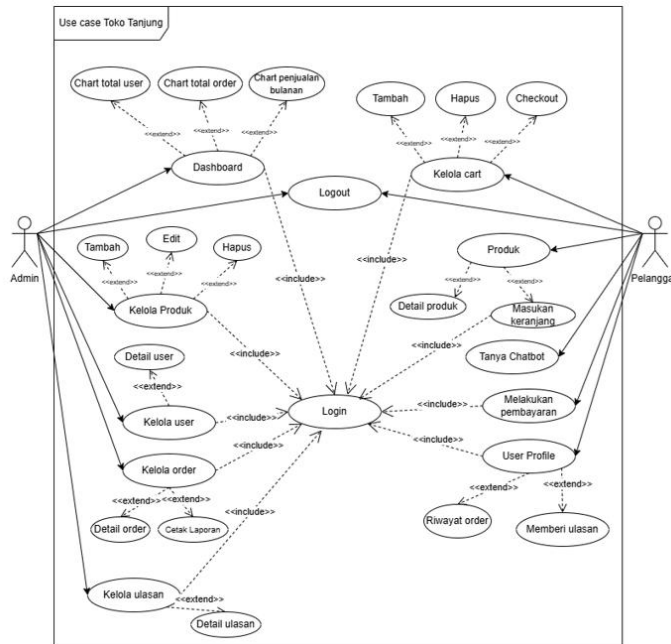 Use case Toko Tanjung
Chart total user
Chart total order
Chart penjualan
bulanan
Tambah
Hapus
Checkout
<<extend>>
<<extend>>
<<extend>>
<<extend>>
<<extend>>
<<extend>>
Dashboard
Kelola cart
Logout
Admin
Pelangga
Tambah
Edit
Hapus
Produk
<<extend>>
<<extend>>
<<extend>>
<<include>>
<<include>>
<<extend>>
<<extend>>
Kelola Produk
Detail produk
Masukan
keranjang
Detail user
<<include>>
<<include>>
Tanya Chatbot
<<extend>>
Kelola user
<<include>>
Login
<<include>>
Melakukan
pembayaran
Kelola order
<<include>>
<<include>>
User Profile
<<extend>>
<<extend>>
<<extend>>
<<extend>>
Detail order
Cetak Laporan
<<include>>
Riwayat order
Memberi ulasan
Kelola ulasan
<<extend>>
Detail ulasan